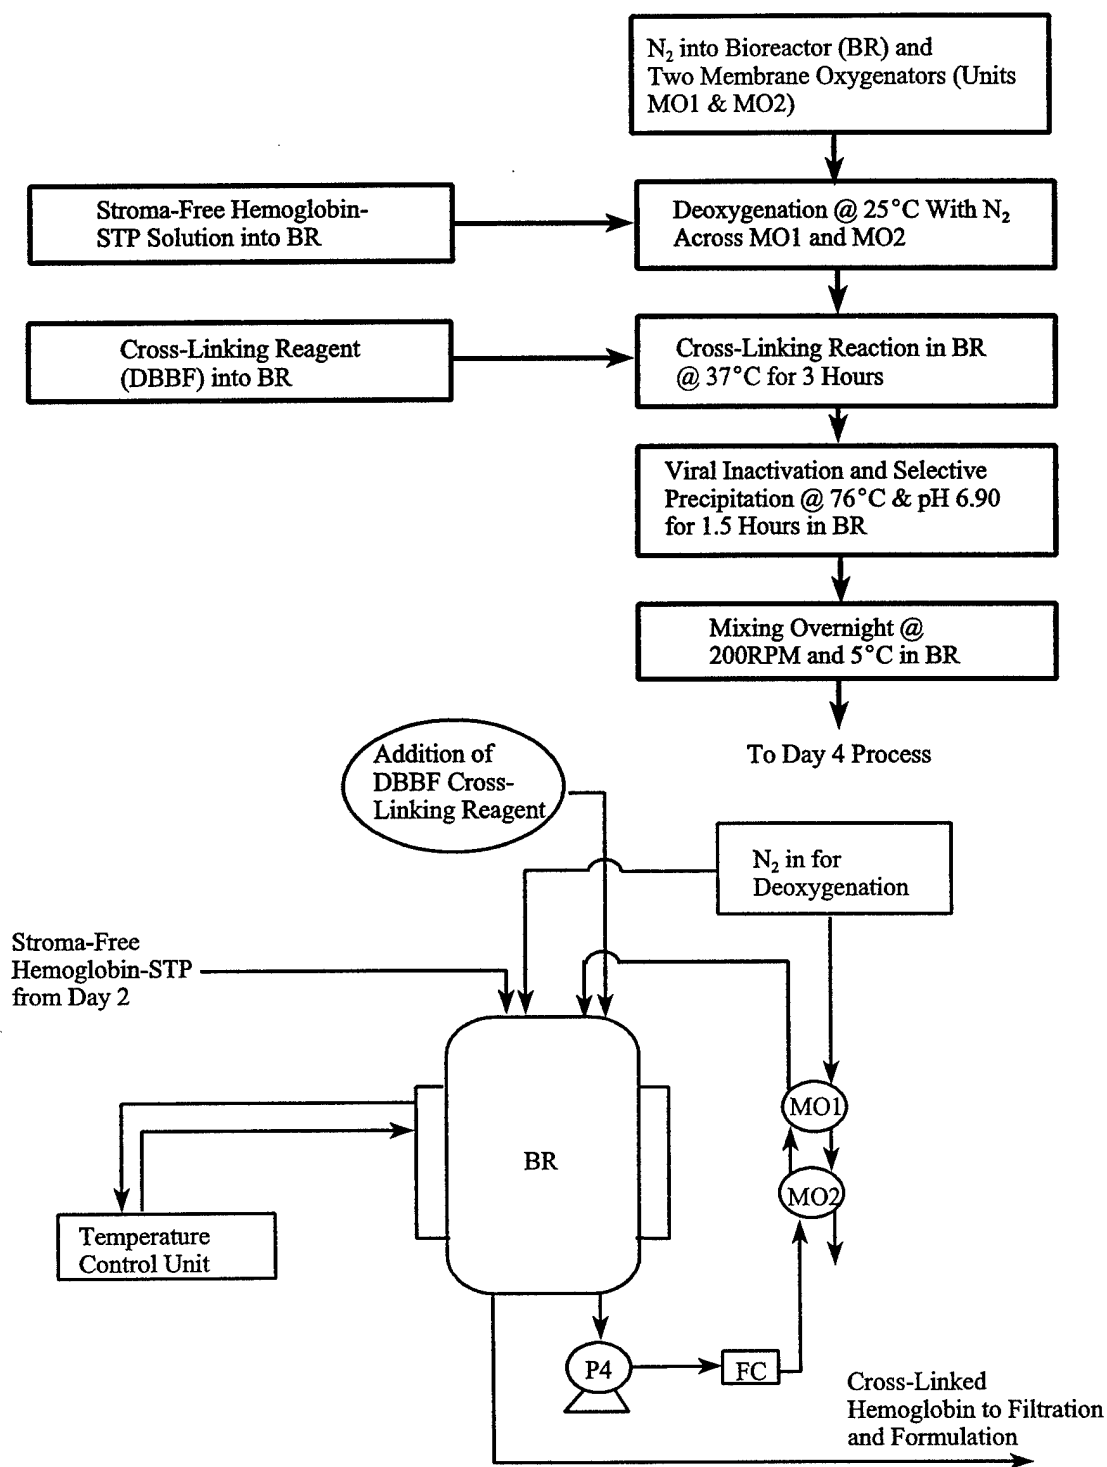 N₂ into Bioreactor (BR) and
Two Membrane Oxygenators (Units
MO1 & MO2)
Stroma-Free Hemoglobin-
STP Solution into BR
Deoxygenation @ 25°C With N₂
Across MO1 and MO2
Cross-Linking Reagent
(DBBF) into BR
Cross-Linking Reaction in BR
@ 37°C for 3 Hours
Viral Inactivation and Selective
Precipitation @ 76°C & pH 6.90
for 1.5 Hours in BR
Mixing Overnight @
200RPM and 5°C in BR
To Day 4 Process
Addition of
DBBF Cross-
Linking Reagent
N₂ in for
Deoxygenation
Stroma-Free
Hemoglobin-STP
from Day 2
MO1
BR
MO2
Temperature
Control Unit
P4
FC
Cross-Linked
Hemoglobin to Filtration
and Formulation